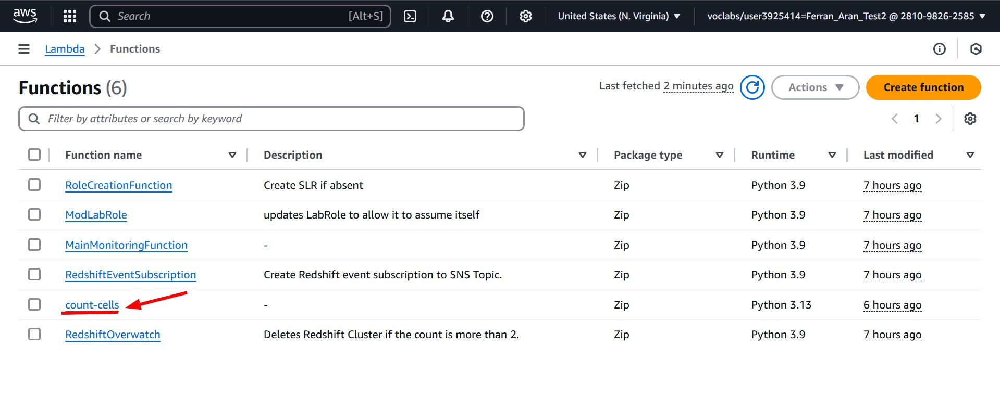 aws Search [Alt+S] United States (N. Virginia) voclabs/user3925414=Ferran_Aran_Test2 @ 2810-9826-2585
Lambda Functions
Functions (6) Last fetched 2 minutes ago Actions Create function
Filter by attributes or search by keyword 1
Function name Description Package type Runtime Last modified
RoleCreationFunction Create SLR if absent Zip Python 3.9 7 hours ago
ModLabRole updates LabRole to allow it to assume itself Zip Python 3.9 7 hours ago
MainMonitoringFunction - Zip Python 3.9 7 hours ago
RedshiftEventSubscription Create Redshift event subscription to SNS Topic. Zip Python 3.9 7 hours ago
count-cells - Zip Python 3.13 6 hours ago
RedshiftOverwatch Deletes Redshift Cluster if the count is more than 2. Zip Python 3.9 7 hours ago